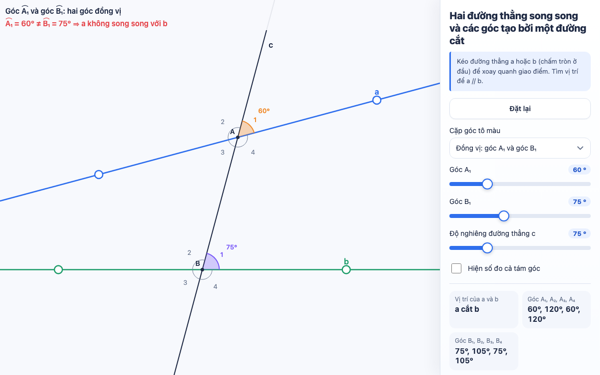 Góc A₁ và góc B₁: hai góc đồng vị
A₁ = 60° ≠ B₁ = 75° ⇒ a không song song với b
c
a
60°
2
1
A
3
4
75°
2
1
B
3
4
b
Hai đường thẳng song song
và các góc tạo bởi một đường
cắt
Kéo đường thẳng a hoặc b (chấm tròn ở
đầu) để xoay quanh giao điểm. Tìm vị trí
để a // b.
Đặt lại
Cặp góc tô màu
Đồng vị: góc A₁ và góc B₁
Góc A₁
60 °
Góc B₁
75 °
Độ nghiêng đường thẳng c
75 °
Hiện số đo cả tám góc
Vị trí của a và b
a cắt b
Góc A₁, A₂, A₃, A₄
60°, 120°, 60°,
120°
Góc B₁, B₂, B₃, B₄
75°, 105°, 75°,
105°